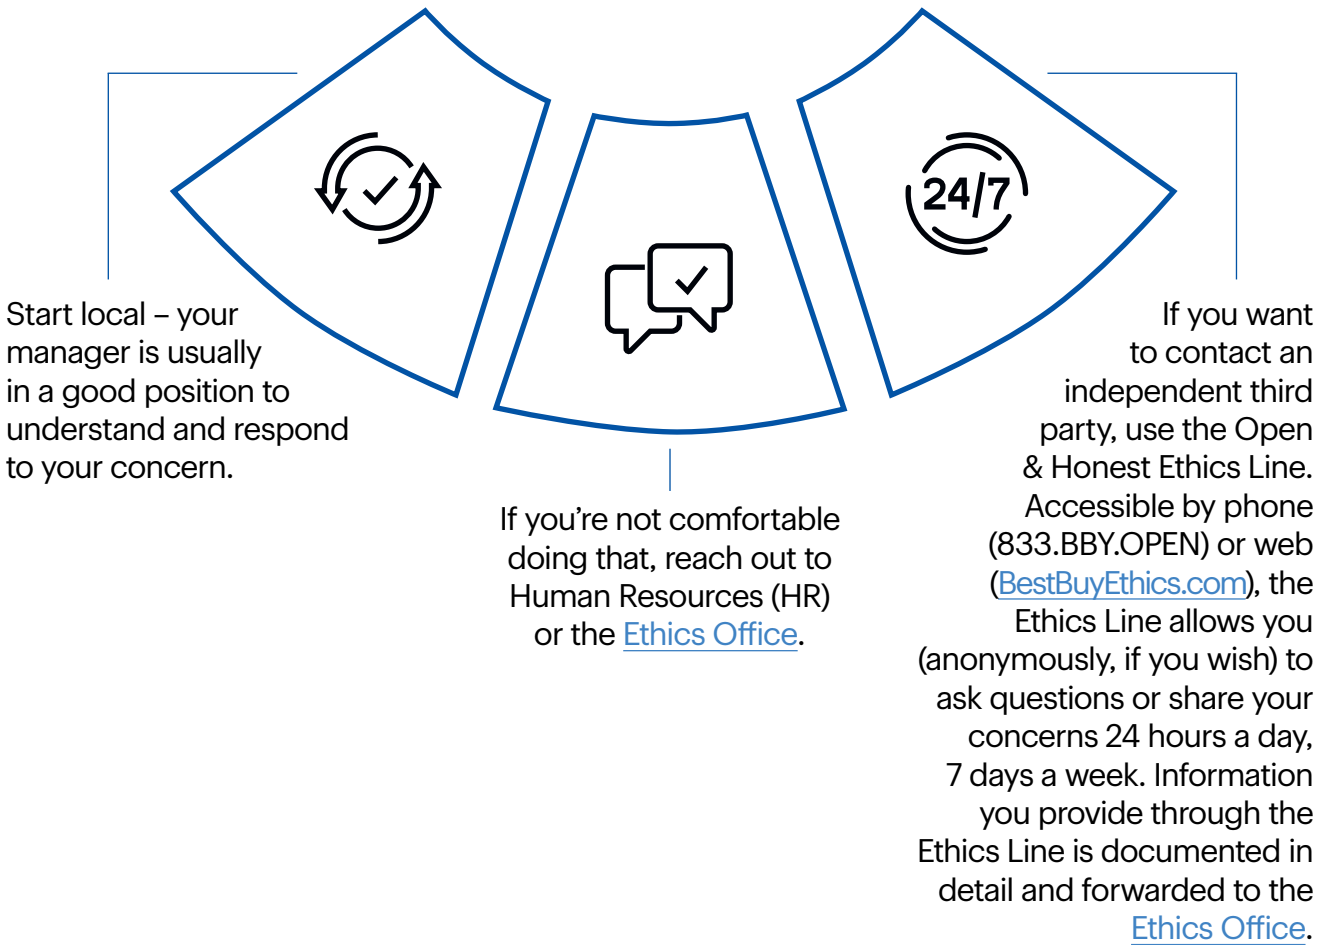 24/7
Start local – your
manager is usually
in a good position to
understand and respond
to your concern.
If you’re not comfortable
doing that, reach out to
Human Resources (HR)
or the Ethics Office.
If you want
to contact an
independent third
party, use the Open
& Honest Ethics Line.
Accessible by phone
(833.BBY.OPEN) or web
(BestBuyEthics.com), the
Ethics Line allows you
(anonymously, if you wish) to
ask questions or share your
concerns 24 hours a day,
7 days a week. Information
you provide through the
Ethics Line is documented in
detail and forwarded to the
Ethics Office.